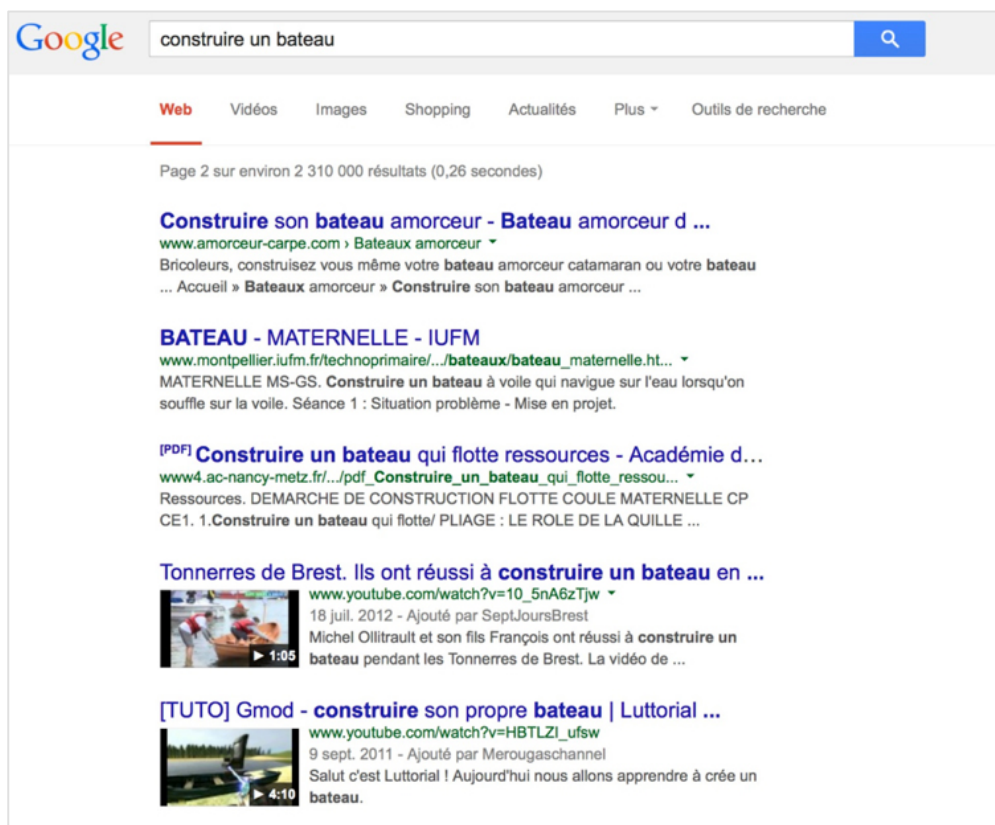 Google construire un bateau
Web Vidéos Images Shopping Actualités Plus Outils de recherche
Page 2 sur environ 2 310 000 résultats (0,26 secondes)
Construire son bateau amorceur - Bateau amorceur d ...
www.amorceur-carpe.com › Bateaux amorceur
Bricoleurs, construisez vous même votre bateau amorceur catamaran ou votre bateau
... Accueil » Bateaux amorceur » Construire son bateau amorceur ...
BATEAU - MATERNELLE - IUFM
www.montpellier.iufm.fr/technoprimaire/.../bateaux/bateau_maternelle.ht...
MATERNELLE MS-GS. Construire un bateau à voile qui navigue sur l'eau lorsqu'on
souffle sur la voile. Séance 1 : Situation problème - Mise en projet.
[PDF] Construire un bateau qui flotte ressources - Académie d...
www4.ac-nancy-metz.fr/.../pdf_Construire_un_bateau_qui_flotte_ressou...
Ressources. DEMARCHE DE CONSTRUCTION FLOTTE COULE MATERNELLE CP
CE1. 1.Construire un bateau qui flotte/ PLIAGE : LE ROLE DE LA QUILLE ...
Tonnerres de Brest. Ils ont réussi à construire un bateau en ...
www.youtube.com/watch?v=10_5nA6zTjw
18 juil. 2012 - Ajouté par SeptJoursBrest
Michel Ollitrault et son fils François ont réussi à construire un
1:05 bateau pendant les Tonnerres de Brest. La vidéo de ...
[TUTO] Gmod - construire son propre bateau | Luttorial ...
www.youtube.com/watch?v=HBTLZI_ufsw
9 sept. 2011 - Ajouté par Merougaschannel
Salut c'est Luttorial ! Aujourd'hui nous allons apprendre à crée un
4:10 bateau.